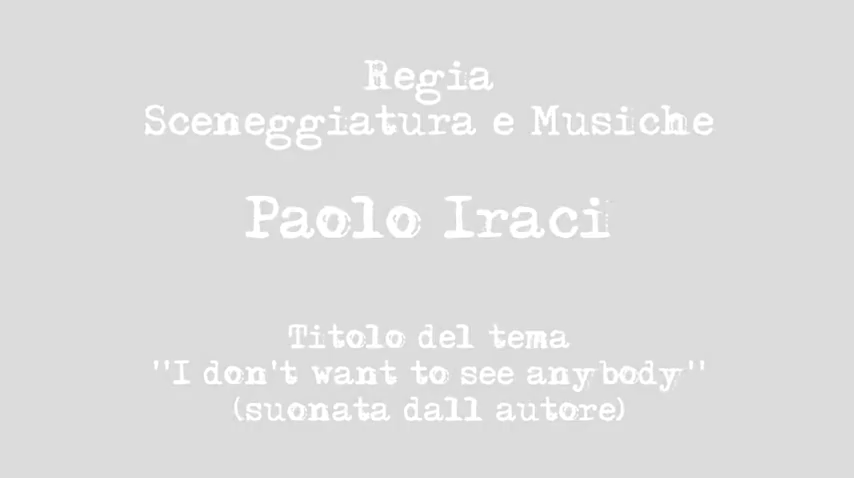 Regia
Sceneggiatura e Musiche
Paolo Iraci
Titolo del tema
"I don't want to see anybody"
(suonata dall autore)